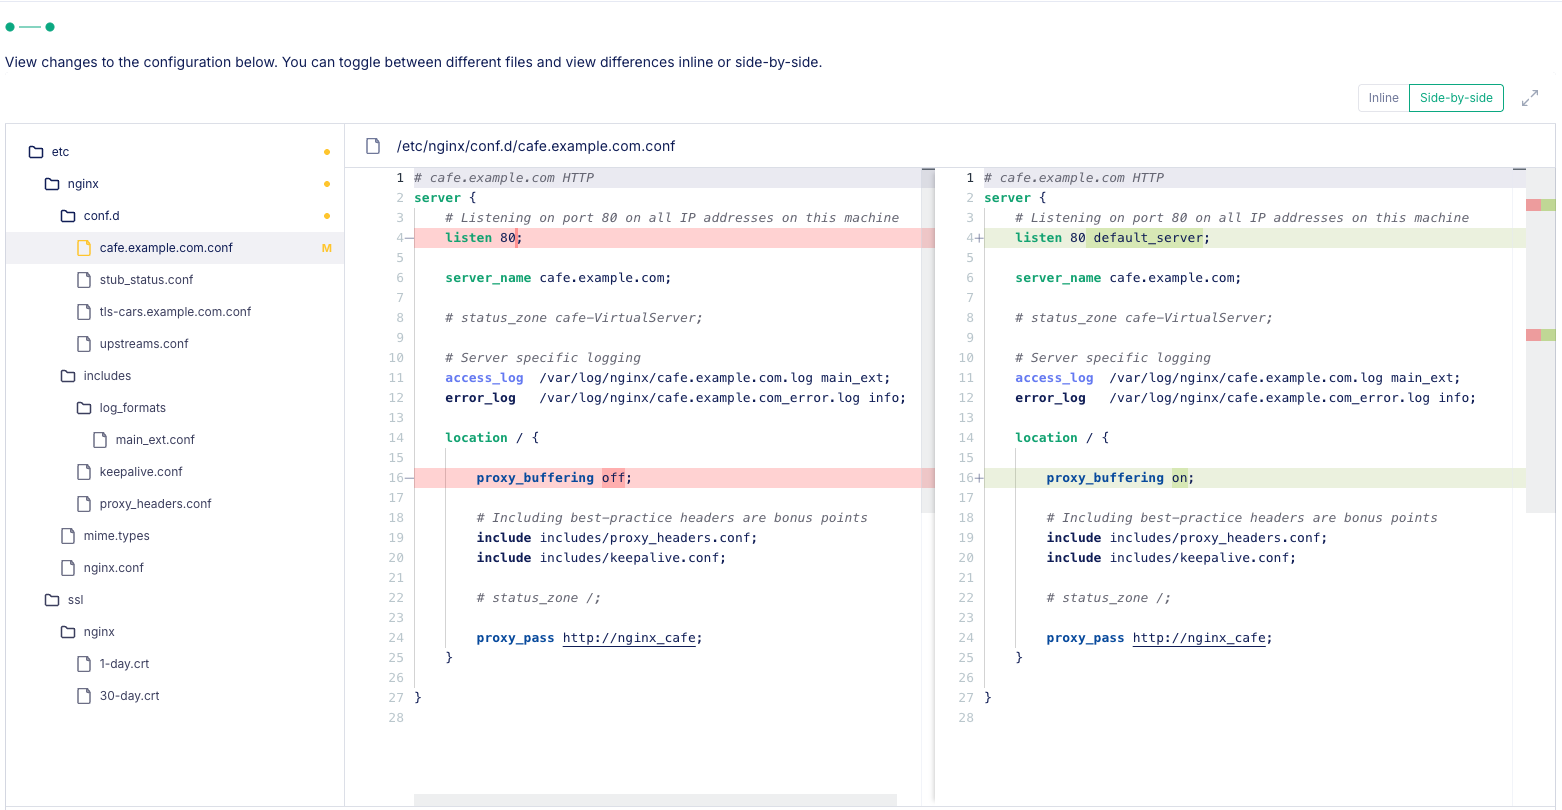 View changes to the configuration below. You can toggle between different files and view differences inline or side-by-side.
Inline
Side-by-side
etc
nginx
conf.d
cafe.example.com.conf M
stub_status.conf
tls-cars.example.com.conf
upstreams.conf
includes
log_formats
main_ext.conf
keepalive.conf
proxy_headers.conf
mime.types
nginx.conf
ssl
nginx
1-day.crt
30-day.crt
/etc/nginx/conf.d/cafe.example.com.conf
1 # cafe.example.com HTTP
2 server {
3     # Listening on port 80 on all IP addresses on this machine
4-     listen 80;
5
6     server_name cafe.example.com;
7
8     # status_zone cafe-VirtualServer;
9
10     # Server specific logging
11     access_log  /var/log/nginx/cafe.example.com.log main_ext;
12     error_log   /var/log/nginx/cafe.example.com_error.log info;
13
14     location / {
15
16-         proxy_buffering off;
17
18         # Including best-practice headers are bonus points
19         include includes/proxy_headers.conf;
20         include includes/keepalive.conf;
21
22         # status_zone /;
23
24         proxy_pass http://nginx_cafe;
25     }
26
27 }
28
1 # cafe.example.com HTTP
2 server {
3     # Listening on port 80 on all IP addresses on this machine
4+     listen 80 default_server;
5
6     server_name cafe.example.com;
7
8     # status_zone cafe-VirtualServer;
9
10     # Server specific logging
11     access_log  /var/log/nginx/cafe.example.com.log main_ext;
12     error_log   /var/log/nginx/cafe.example.com_error.log info;
13
14     location / {
15
16+         proxy_buffering on;
17
18         # Including best-practice headers are bonus points
19         include includes/proxy_headers.conf;
20         include includes/keepalive.conf;
21
22         # status_zone /;
23
24         proxy_pass http://nginx_cafe;
25     }
26
27 }
28